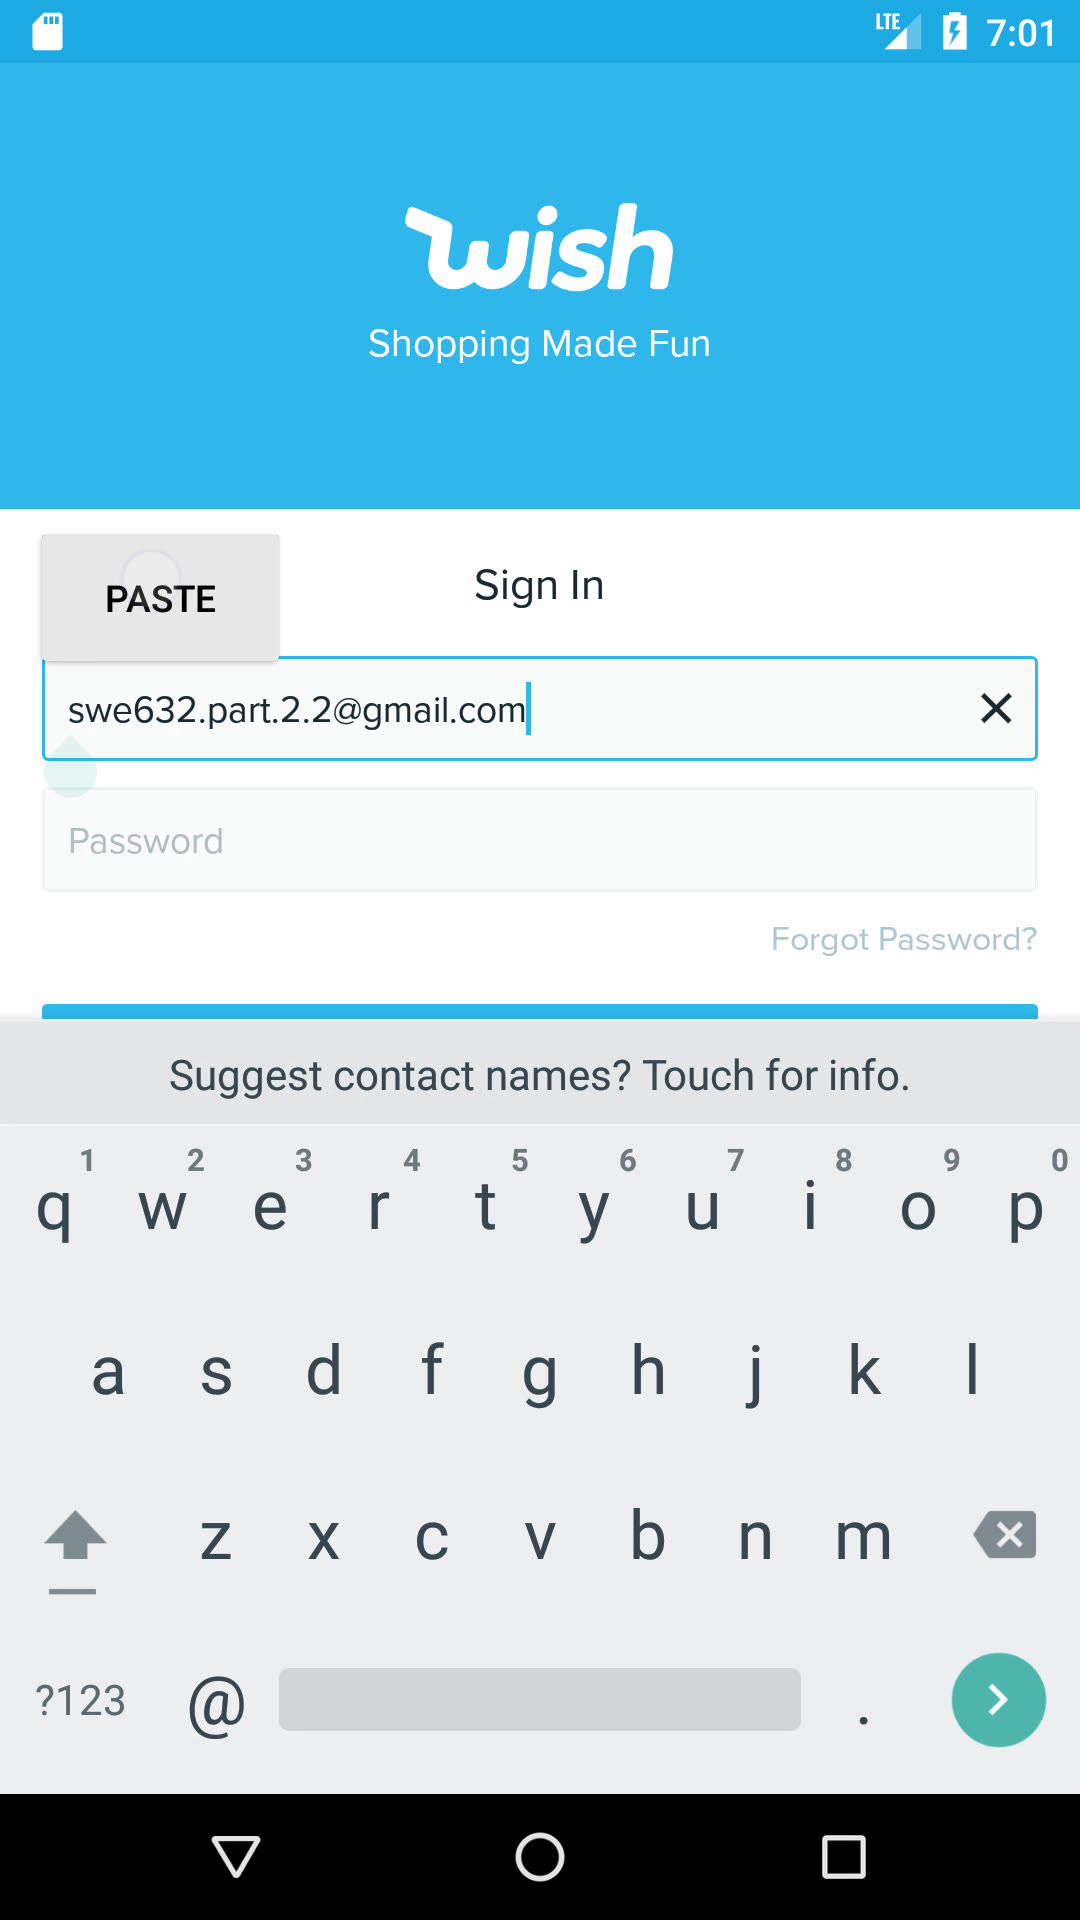 LTE 7:01
wish
Shopping Made Fun
PASTE
Sign In
swe632.part.2.2@gmail.com
Password
Forgot Password?
Suggest contact names? Touch for info.
1 2 3 4 5 6 7 8 9 0
q w e r t y u i o p
a s d f g h j k l
z x c v b n m
?123 @ .